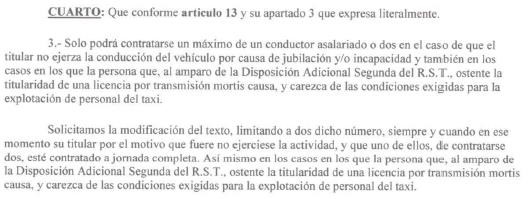 CUARTO: Que conforme articulo 13 y su apartado 3 que expresa literalmente.
3.- Solo podrá contratarse un máximo de conductor asalariado o dos en el caso de que el
titular no ejerza la conducción del vehículo por causa de jubilación y/o incapacidad y también en los
casos en los que la persona que, al amparo de la Disposición Adicional Segunda del R.S.T., ostente la
titularidad de una licencia por transmisión mortis causa, y carezca de las condiciones exigidas para la
explotación de personal del taxi.
Solicitamos la modificación del texto, limitando a dos dicho número, siempre y cuando en ese
momento su titular por el motivo que fuere no ejerciese la actividad, y que uno de ellos, de contratarse
dos, esté contratado a jornada completa. Así mismo en los casos en los que la persona que, al amparo de
la Disposición Adicional Segunda del R.S.T., ostente la titularidad de una licencia por transmisión mortis
causa, y carezca de las condiciones exigidas para la explotación de personal del taxi.